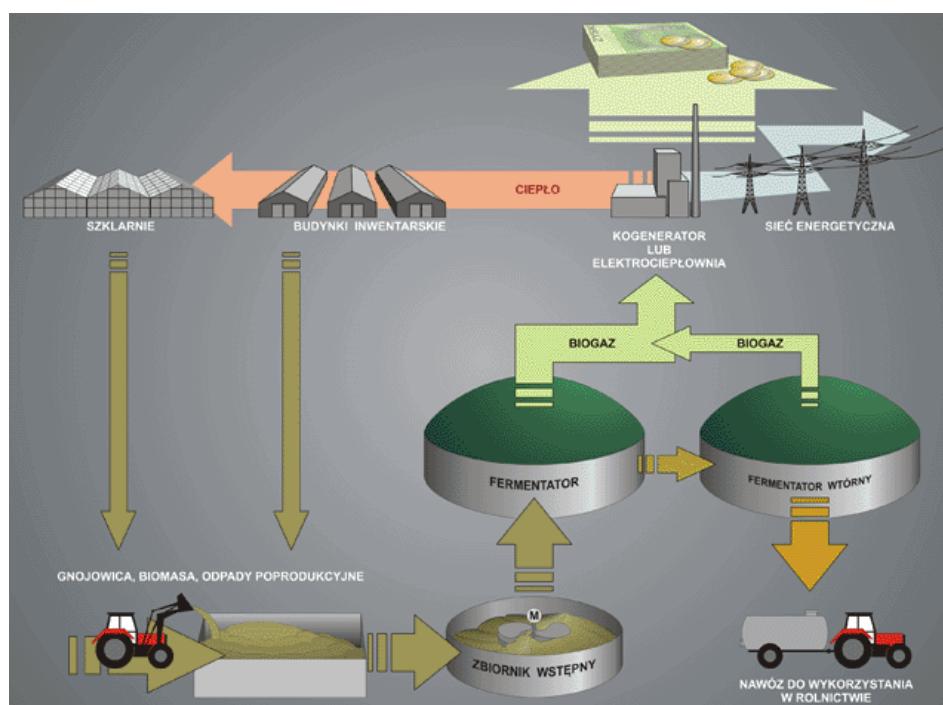 CIEPŁO
SZKLARNIE
BUDYNKI INWENTARSKIE
KOGENERATOR
LUB
ELEKTROCIEPŁOWNIA
SIEĆ ENERGETYCZNA
BIOGAZ
BIOGAZ
FERMENTATOR
FERMENTATOR WTÓRNY
GNOJOWICA, BIOMASA, ODPADY POPRODUKCYJNE
M
ZBIORNIK WSTĘPNY
NAWÓZ DO WYKORZYSTANIA
W ROLNICTWIE